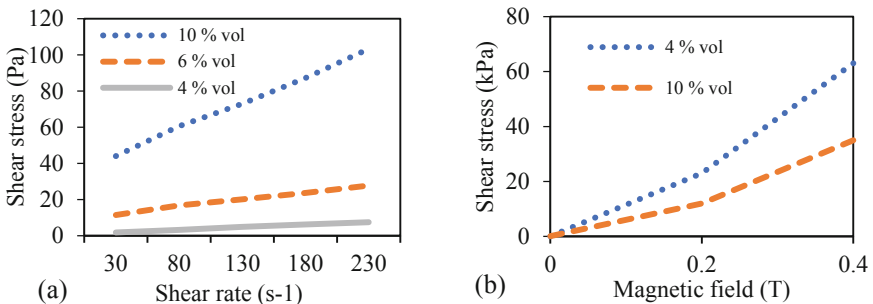 120
100
80
60
40
20
0
Shear stress (Pa)
10 % vol
6 % vol
4 % vol
30 80 130 180 230
Shear rate (s-1)
(a)
80
60
40
20
0
Shear stress (kPa)
4 % vol
10 % vol
0 0.2 0.4
Magnetic field (T)
(b)